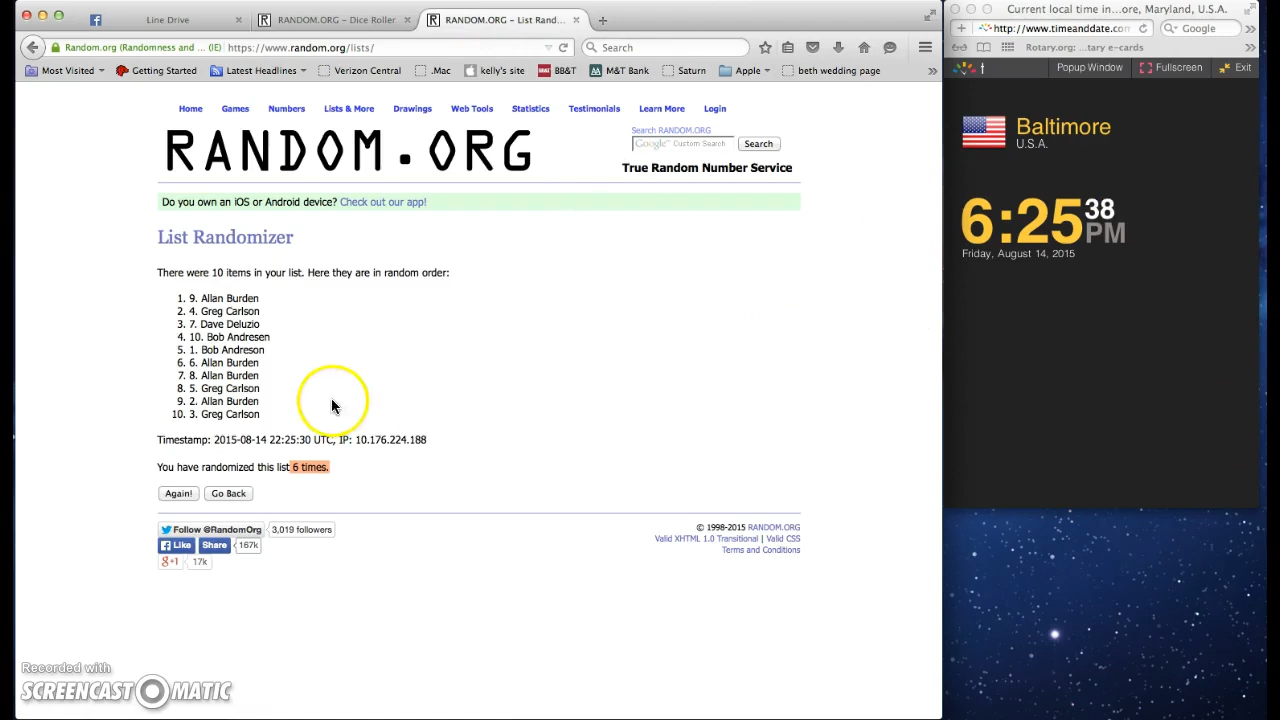 Line Drive
RANDOM.ORG - Dice Roller
RANDOM.ORG - List Rand...
Random.org (Randomness and ... (IE)
https://www.random.org/lists/
Search
Most Visited
Getting Started
Latest Headlines
Verizon Central
.Mac
kelly's site
BB&T
M&T Bank
Saturn
Apple
beth wedding page
Home Games Numbers Lists & More Drawings Web Tools Statistics Testimonials Learn More Login
RANDOM.ORG
Search RANDOM.ORG
Google™ Custom Search
Search
True Random Number Service
Do you own an iOS or Android device? Check out our app!
List Randomizer
There were 10 items in your list. Here they are in random order:
1. 9. Allan Burden
2. 4. Greg Carlson
3. 7. Dave Deluzio
4. 10. Bob Andresen
5. 1. Bob Andreson
6. 6. Allan Burden
7. 8. Allan Burden
8. 5. Greg Carlson
9. 2. Allan Burden
10. 3. Greg Carlson
Timestamp: 2015-08-14 22:25:30 UTC, IP: 10.176.224.188
You have randomized this list 6 times.
Again! Go Back
Follow @RandomOrg 3,019 followers
Like Share 167k
g+1 17k
© 1998-2015 RANDOM.ORG
Valid XHTML 1.0 Transitional | Valid CSS
Terms and Conditions
Recorded with
SCREENCAST-O-MATIC
Current local time in...ore, Maryland, U.S.A.
http://www.timeanddate.com
Google
Rotary.org: ...tary e-cards
t
Popup Window
Fullscreen
Exit
Baltimore
U.S.A.
6:25 38 PM
Friday, August 14, 2015